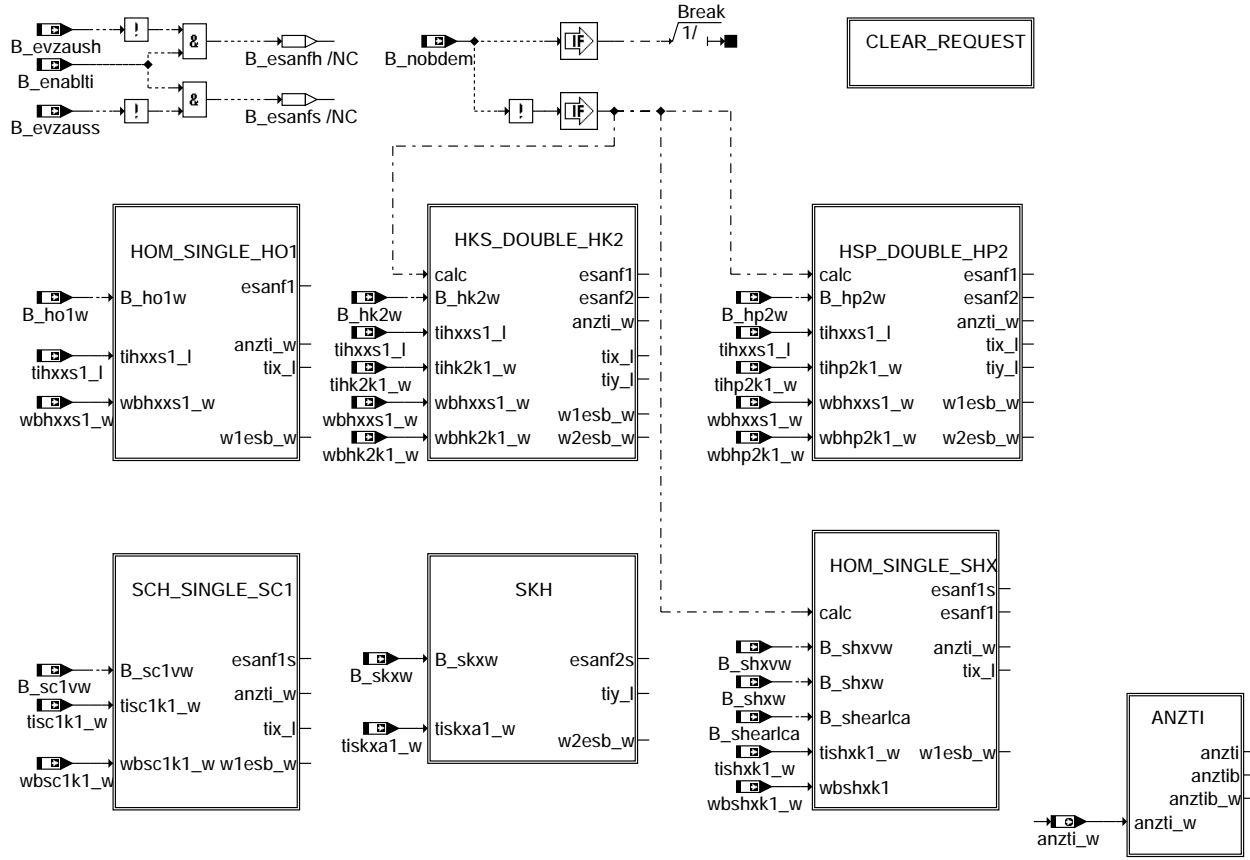 B_evzaush
!
&
B_esanfh /NC
B_enablti
B_evzauss
!
&
B_esanfs /NC
B_nobdem
IF
Break
1/
!
IF
CLEAR_REQUEST
HOM_SINGLE_HO1
esanf1
B_ho1w
B_ho1w
anzti_w
tihxxs1_l
tix_l
tihxxs1_l
wbhxxs1_w
wbhxxs1_w
w1esb_w
HKS_DOUBLE_HK2
calc
esanf1
B_hk2w
esanf2
B_hk2w
anzti_w
tihxxs1_l
tihxxs1_l
tix_l
tihk2k1_w
tiy_l
tihk2k1_w
wbhxxs1_w
w1esb_w
wbhxxs1_w
wbhk2k1_w
w2esb_w
wbhk2k1_w
HSP_DOUBLE_HP2
calc
esanf1
B_hp2w
esanf2
B_hp2w
anzti_w
tihxxs1_l
tix_l
tihxxs1_l
tihp2k1_w
tiy_l
tihp2k1_w
wbhxxs1_w
w1esb_w
wbhxxs1_w
wbhp2k1_w
w2esb_w
wbhp2k1_w
SCH_SINGLE_SC1
esanf1s
B_sc1vw
B_sc1vw
anzti_w
tisc1k1_w
tisc1k1_w
tix_l
wbsc1k1_w
w1esb_w
wbsc1k1_w
SKH
B_skxw
esanf2s
B_skxw
tiy_l
tiskxa1_w
tiskxa1_w
w2esb_w
HOM_SINGLE_SHX
esanf1s
calc
esanf1
B_shxvw
anzti_w
B_shxvw
tix_l
B_shxw
B_shxw
B_shearlca
B_shearlca
tishxk1_w
w1esb_w
tishxk1_w
wbshxk1
wbshxk1_w
ANZTI
anzti
anztib
anztib_w
anzti_w
anzti_w